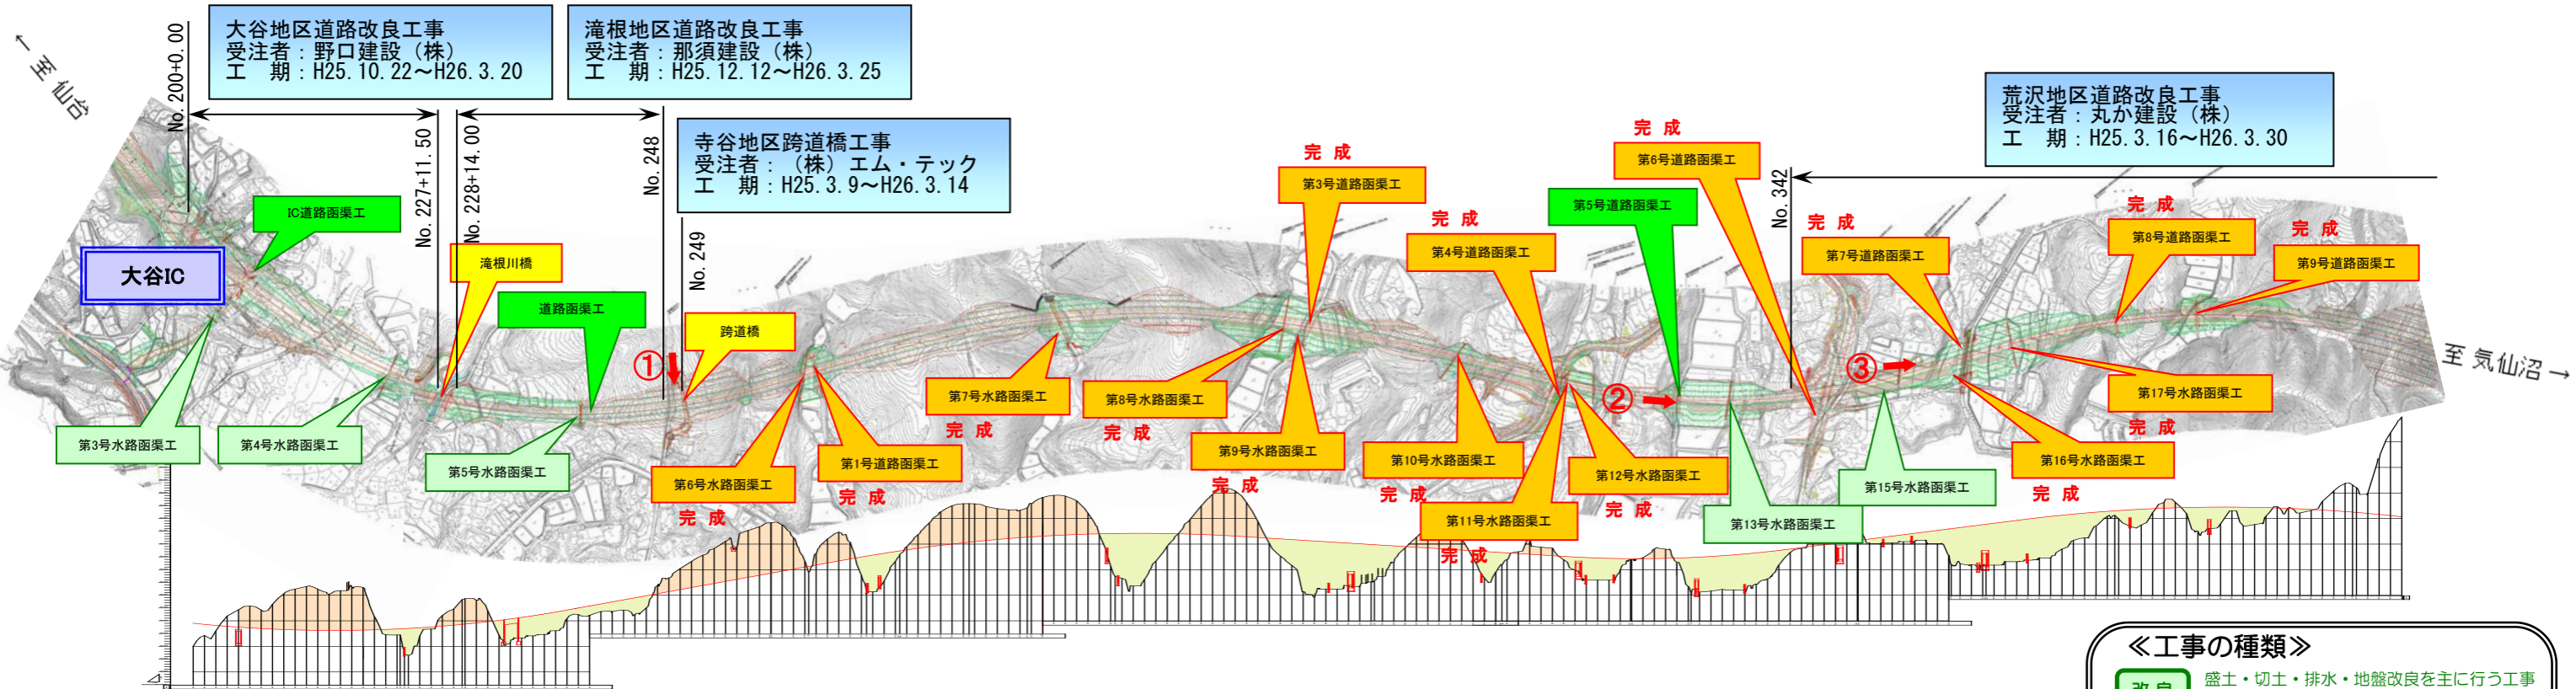 ← 至 仙台
No. 200+0.00
大谷地区道路改良工事
受注者：野口建設（株）
工　期：H25.10.22～H26.3.20
滝根地区道路改良工事
受注者：那須建設（株）
工　期：H25.12.12～H26.3.25
寺谷地区跨道橋工事
受注者：（株）エム・テック
工　期：H25.3.9～H26.3.14
荒沢地区道路改良工事
受注者：丸か建設（株）
工　期：H25.3.16～H26.3.30
No. 227+11.50
No. 228+14.00
No. 248
No. 249
No. 342
大谷IC
IC道路函渠工
滝根川橋
道路函渠工
跨道橋
①
完 成
第3号道路函渠工
完 成
第4号道路函渠工
第5号道路函渠工
完 成
第6号道路函渠工
完 成
第7号道路函渠工
完 成
第8号道路函渠工
完 成
第9号道路函渠工
②
③
至 気仙沼 →
第3号水路函渠工
第4号水路函渠工
第5号水路函渠工
第6号水路函渠工
完 成
第1号道路函渠工
完 成
第7号水路函渠工
完 成
第8号水路函渠工
完 成
第9号水路函渠工
完 成
第10号水路函渠工
完 成
第11号水路函渠工
完 成
第12号水路函渠工
完 成
第13号水路函渠工
第15号水路函渠工
第16号水路函渠工
完 成
第17号水路函渠工
完 成
≪工事の種類≫
改 良
盛土・切土・排水・地盤改良を主に行う工事